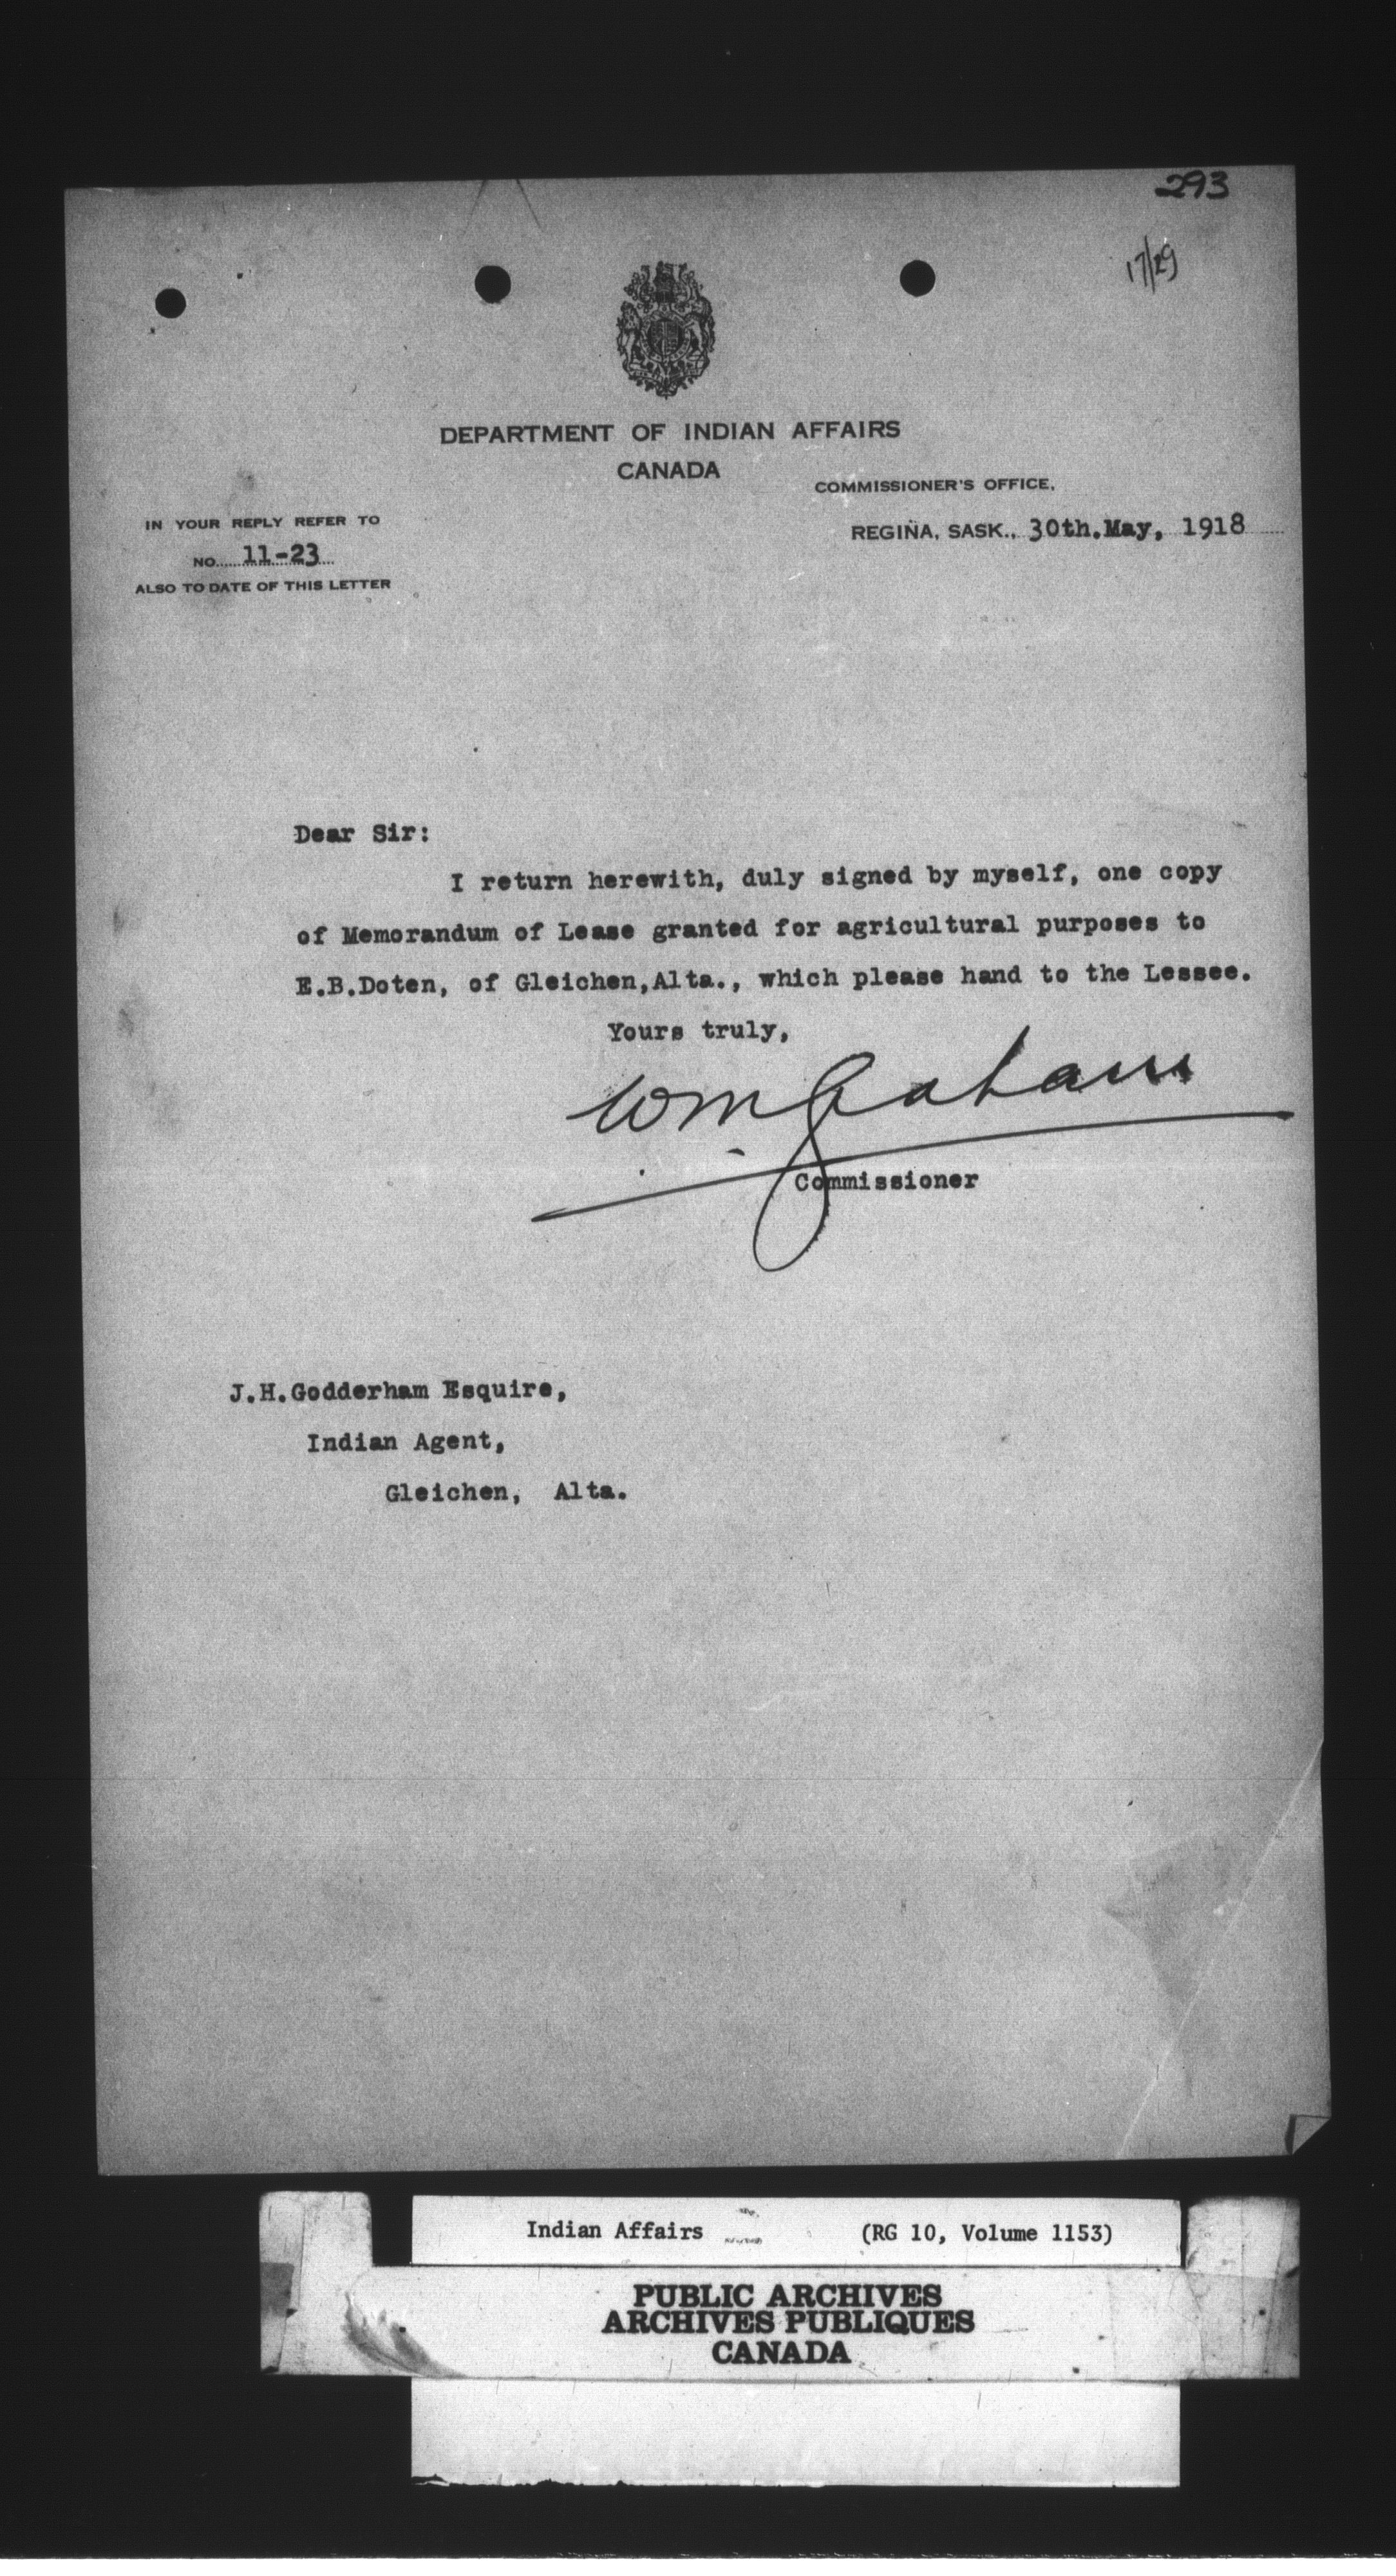 293
17/29
DEPARTMENT OF INDIAN AFFAIRS
CANADA
COMMISSIONER'S OFFICE,
IN YOUR REPLY REFER TO
REGINA, SASK., 30th.May, 1918
NO. 11-23
ALSO TO DATE OF THIS LETTER
Dear Sir:
I return herewith, duly signed by myself, one copy
of Memorandum of Lease granted for agricultural purposes to
E.B.Doten, of Gleichen,Alta., which please hand to the Lessee.
Yours truly,
Wm Graham
Commissioner
J.H.Godderham Esquire,
Indian Agent,
Gleichen, Alta.
Indian Affairs (RG 10, Volume 1153)
PUBLIC ARCHIVES
ARCHIVES PUBLIQUES
CANADA